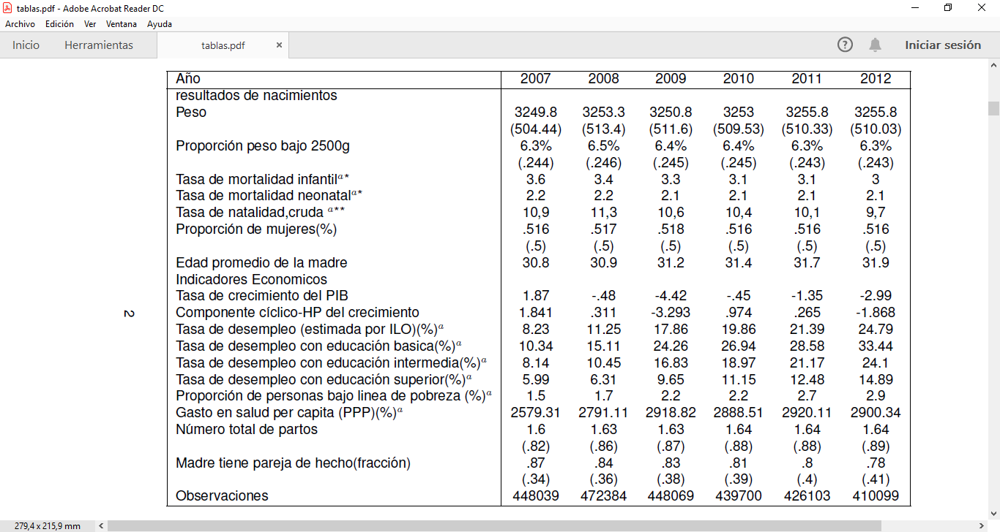 tablas.pdf - Adobe Acrobat Reader DC
Archivo Edición Ver Ventana Ayuda
Inicio Herramientas tablas.pdf × ? Iniciar sesión
Año 2007 2008 2009 2010 2011 2012
resultados de nacimientos
Peso 3249.8 3253.3 3250.8 3253 3255.8 3255.8
(504.44) (513.4) (511.6) (509.53) (510.33) (510.03)
Proporción peso bajo 2500g 6.3% 6.5% 6.4% 6.4% 6.3% 6.3%
(.244) (.246) (.245) (.245) (.243) (.243)
Tasa de mortalidad infantilᵃ* 3.6 3.4 3.3 3.1 3.1 3
Tasa de mortalidad neonatalᵃ* 2.2 2.2 2.1 2.1 2.1 2.1
Tasa de natalidad,cruda ᵃ** 10,9 11,3 10,6 10,4 10,1 9,7
Proporción de mujeres(%) .516 .517 .518 .516 .516 .516
(.5) (.5) (.5) (.5) (.5) (.5)
Edad promedio de la madre 30.8 30.9 31.2 31.4 31.7 31.9
Indicadores Economicos
Tasa de crecimiento del PIB 1.87 -.48 -4.42 -.45 -1.35 -2.99
Componente cíclico-HP del crecimiento 1.841 .311 -3.293 .974 .265 -1.868
Tasa de desempleo (estimada por ILO)(%)ᵃ 8.23 11.25 17.86 19.86 21.39 24.79
Tasa de desempleo con educación basica(%)ᵃ 10.34 15.11 24.26 26.94 28.58 33.44
Tasa de desempleo con educación intermedia(%)ᵃ 8.14 10.45 16.83 18.97 21.17 24.1
Tasa de desempleo con educación superior(%)ᵃ 5.99 6.31 9.65 11.15 12.48 14.89
Proporción de personas bajo linea de pobreza (%)ᵃ 1.5 1.7 2.2 2.2 2.7 2.9
Gasto en salud per capita (PPP)(%)ᵃ 2579.31 2791.11 2918.82 2888.51 2920.11 2900.34
Número total de partos 1.6 1.63 1.63 1.64 1.64 1.64
(.82) (.86) (.87) (.88) (.88) (.89)
Madre tiene pareja de hecho(fracción) .87 .84 .83 .81 .8 .78
(.34) (.36) (.38) (.39) (.4) (.41)
Observaciones 448039 472384 448069 439700 426103 410099
2
279,4 x 215,9 mm